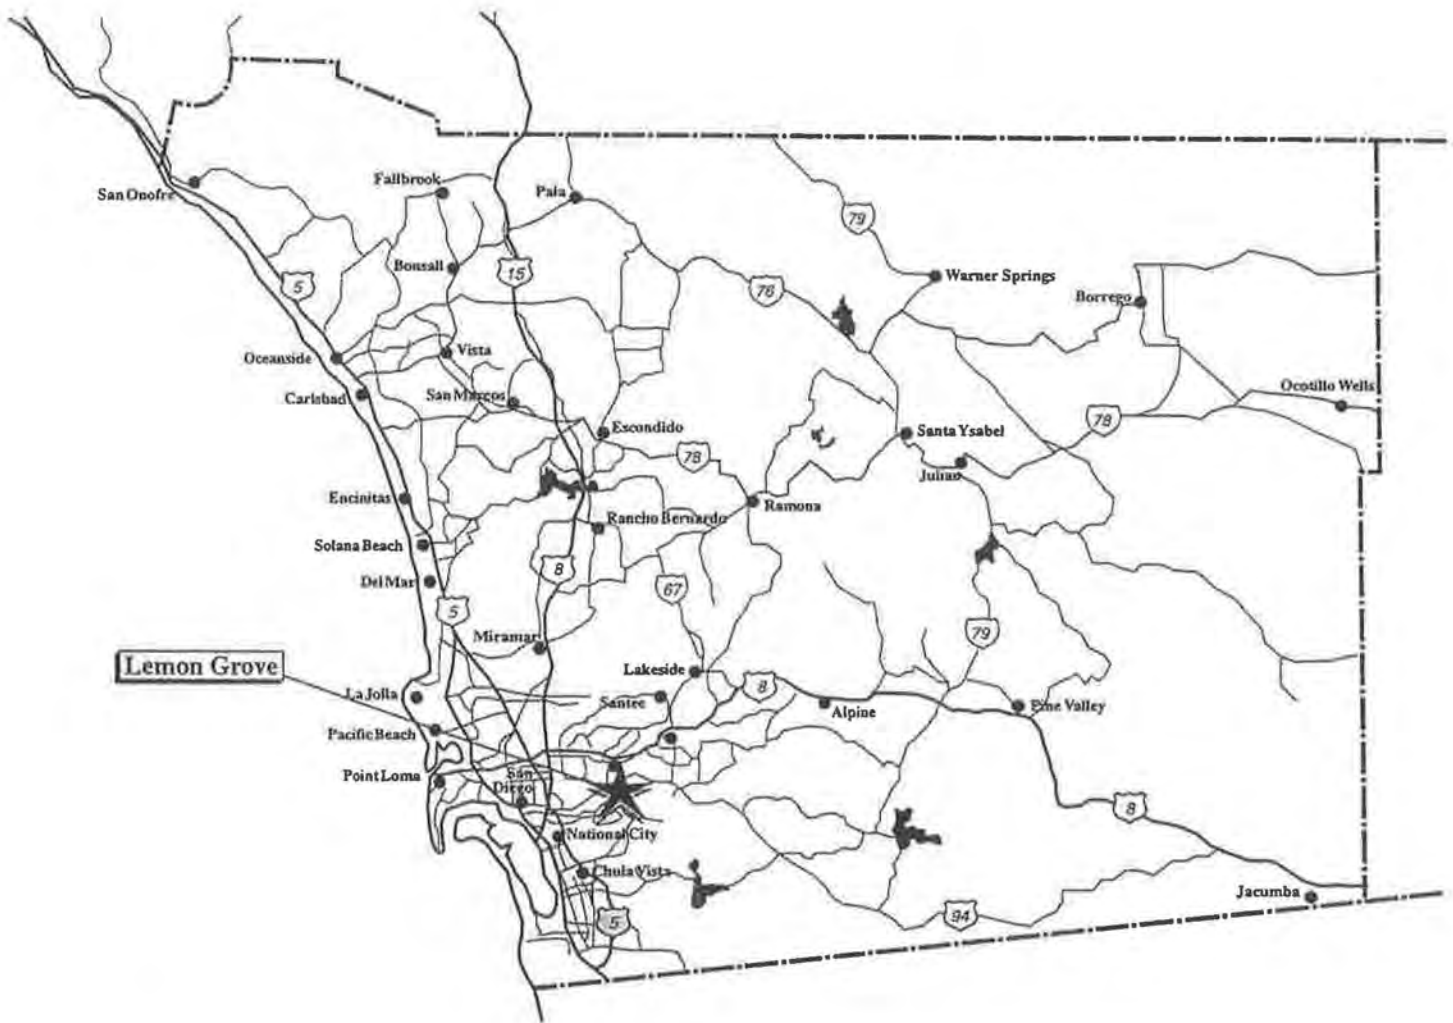 San Onofre
Fallbrook
Pala
79
Bonsall
15
5
76
Warner Springs
Borrego
Oceanside
Vista
Carlsbad
San Marcos
Ocotillo Wells
Escondido
78
Santa Ysabel
78
Julian
Encinitas
Ramona
Rancho Bernardo
Solana Beach
Del Mar
8
67
5
Miramar
79
Lemon Grove
Lakeside
La Jolla
Santee
8
Alpine
Pine Valley
Pacific Beach
Point Loma
San
Diego
8
National City
Chula Vista
Jacumba
5
94